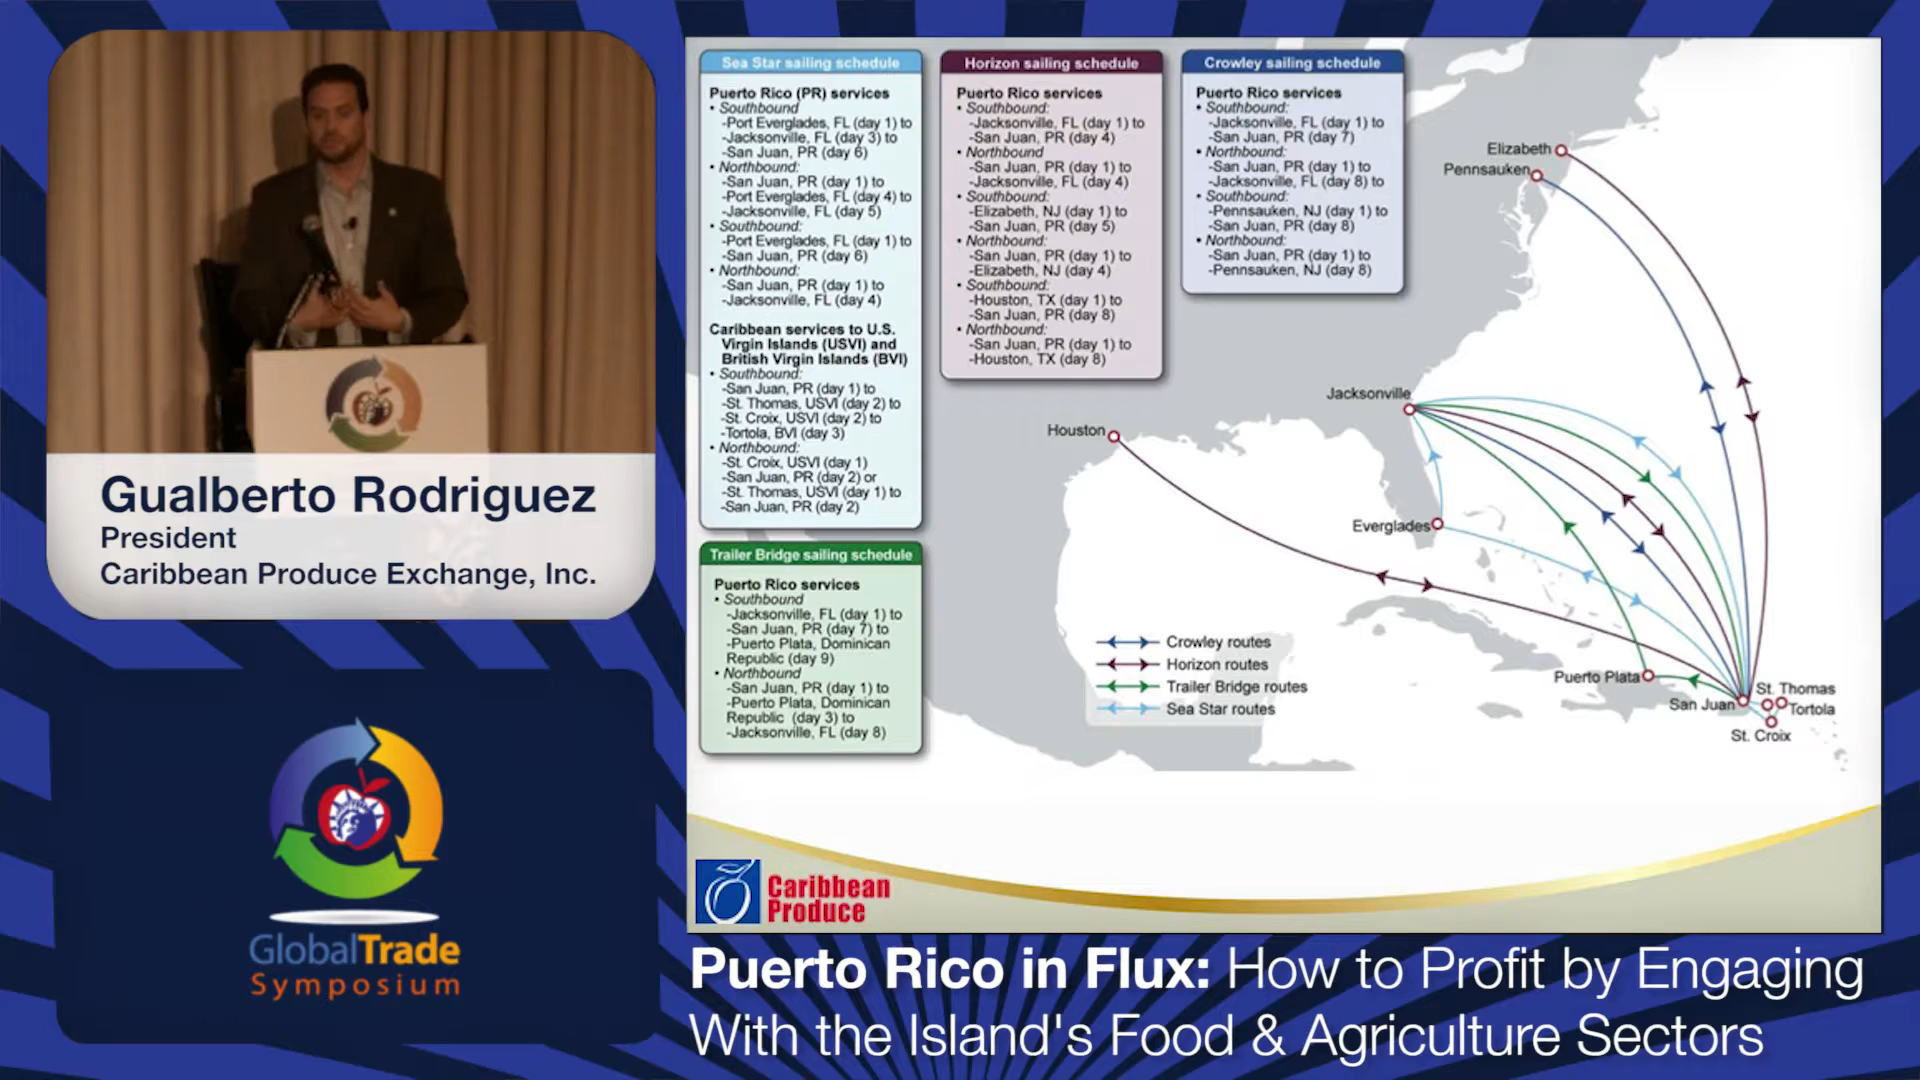 Gualberto Rodriguez
President
Caribbean Produce Exchange, Inc.
GlobalTrade
Symposium
Sea Star sailing schedule
Puerto Rico (PR) services
• Southbound
-Port Everglades, FL (day 1) to
-Jacksonville, FL (day 3) to
-San Juan, PR (day 6)
• Northbound:
-San Juan, PR (day 1) to
-Port Everglades, FL (day 4) to
-Jacksonville, FL (day 5)
• Southbound:
-Port Everglades, FL (day 1) to
-San Juan, PR (day 6)
• Northbound:
-San Juan, PR (day 1) to
-Jacksonville, FL (day 4)
Caribbean services to U.S.
Virgin Islands (USVI) and
British Virgin Islands (BVI)
• Southbound:
-San Juan, PR (day 1) to
-St. Thomas, USVI (day 2) to
-St. Croix, USVI (day 2) to
-Tortola, BVI (day 3)
• Northbound:
-St. Croix, USVI (day 1)
-San Juan, PR (day 2) or
-St. Thomas, USVI (day 1) to
-San Juan, PR (day 2)
Horizon sailing schedule
Puerto Rico services
• Southbound:
-Jacksonville, FL (day 1) to
-San Juan, PR (day 4)
• Northbound
-San Juan, PR (day 1) to
-Jacksonville, FL (day 4)
• Southbound:
-Elizabeth, NJ (day 1) to
-San Juan, PR (day 5)
• Northbound:
-San Juan, PR (day 1) to
-Elizabeth, NJ (day 4)
• Southbound:
-Houston, TX (day 1) to
-San Juan, PR (day 8)
• Northbound:
-San Juan, PR (day 1) to
-Houston, TX (day 8)
Crowley sailing schedule
Puerto Rico services
• Southbound:
-Jacksonville, FL (day 1) to
-San Juan, PR (day 7)
• Northbound:
-San Juan, PR (day 1) to
-Jacksonville, FL (day 8) to
• Southbound:
-Pennsauken, NJ (day 1) to
-San Juan, PR (day 8)
• Northbound:
-San Juan, PR (day 1) to
-Pennsauken, NJ (day 8)
Trailer Bridge sailing schedule
Puerto Rico services
• Southbound
-Jacksonville, FL (day 1) to
-San Juan, PR (day 7) to
-Puerto Plata, Dominican
Republic (day 9)
• Northbound
-San Juan, PR (day 1) to
-Puerto Plata, Dominican
Republic (day 3) to
-Jacksonville, FL (day 8)
Elizabeth
Pennsauken
Jacksonville
Houston
Everglades
Crowley routes
Horizon routes
Trailer Bridge routes
Sea Star routes
Puerto Plata
San Juan
St. Thomas
Tortola
St. Croix
Caribbean
Produce
Puerto Rico in Flux: How to Profit by Engaging
With the Island's Food & Agriculture Sectors